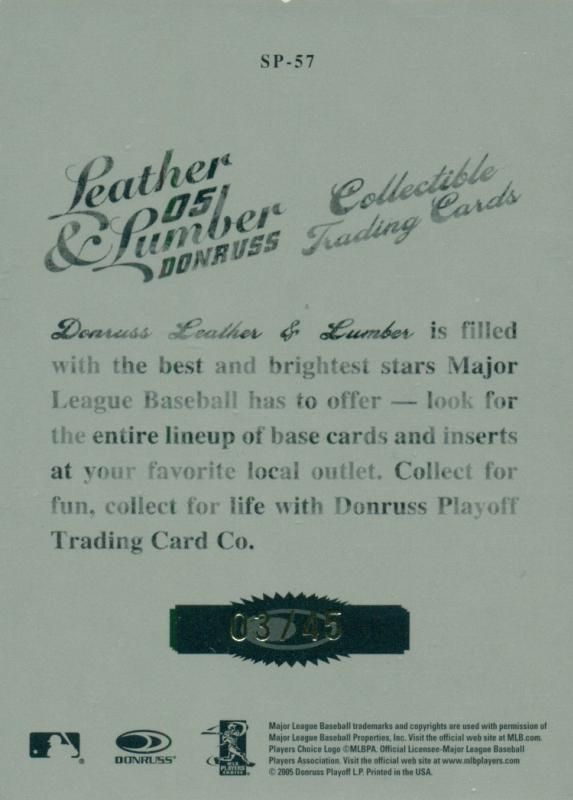 SP-57
Leather
05
& Lumber
DONRUSS
Collectible
Trading Cards
Donruss Leather & Lumber is filled
with the best and brightest stars Major
League Baseball has to offer — look for
the entire lineup of base cards and inserts
at your favorite local outlet. Collect for
fun, collect for life with Donruss Playoff
Trading Card Co.
03/45
DONRUSS®
MLB
PLAYERS
CHOICE
Major League Baseball trademarks and copyrights are used with permission of
Major League Baseball Properties, Inc. Visit the official web site at MLB.com.
Players Choice Logo ©MLBPA. Official Licensee-Major League Baseball
Players Association. Visit the official web site at www.mlbplayers.com
© 2005 Donruss Playoff L.P. Printed in the USA.